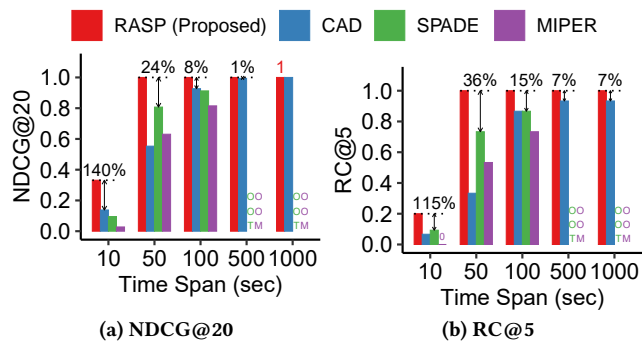 RASP (Proposed) CAD SPADE MIPER
NDCG@20
1.0
0.8
0.6
0.4
0.2
0.0
140%
24%
8%
1%
1
OO
OO
TM
OO
OO
TM
10 50 100 500 1000
Time Span (sec)
(a) NDCG@20
RC@5
1.0
0.8
0.6
0.4
0.2
0.0
115%
0
36%
15%
7%
7%
OO
OO
TM
OO
OO
TM
10 50 100 500 1000
Time Span (sec)
(b) RC@5